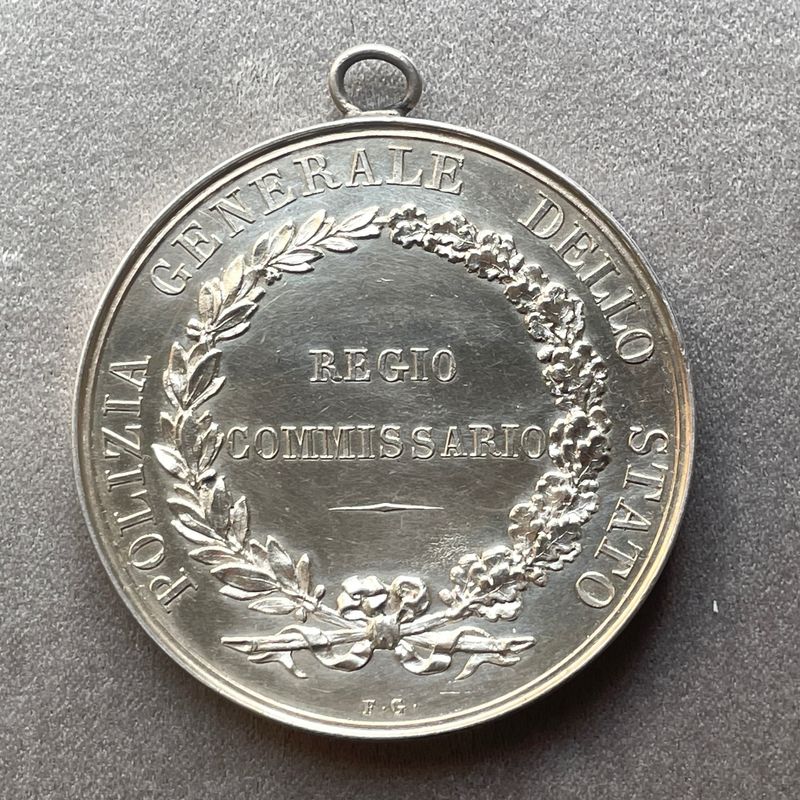 POLIZIA GENERALE DELLO STATO
REGIO
COMMISSARIO
F·G·